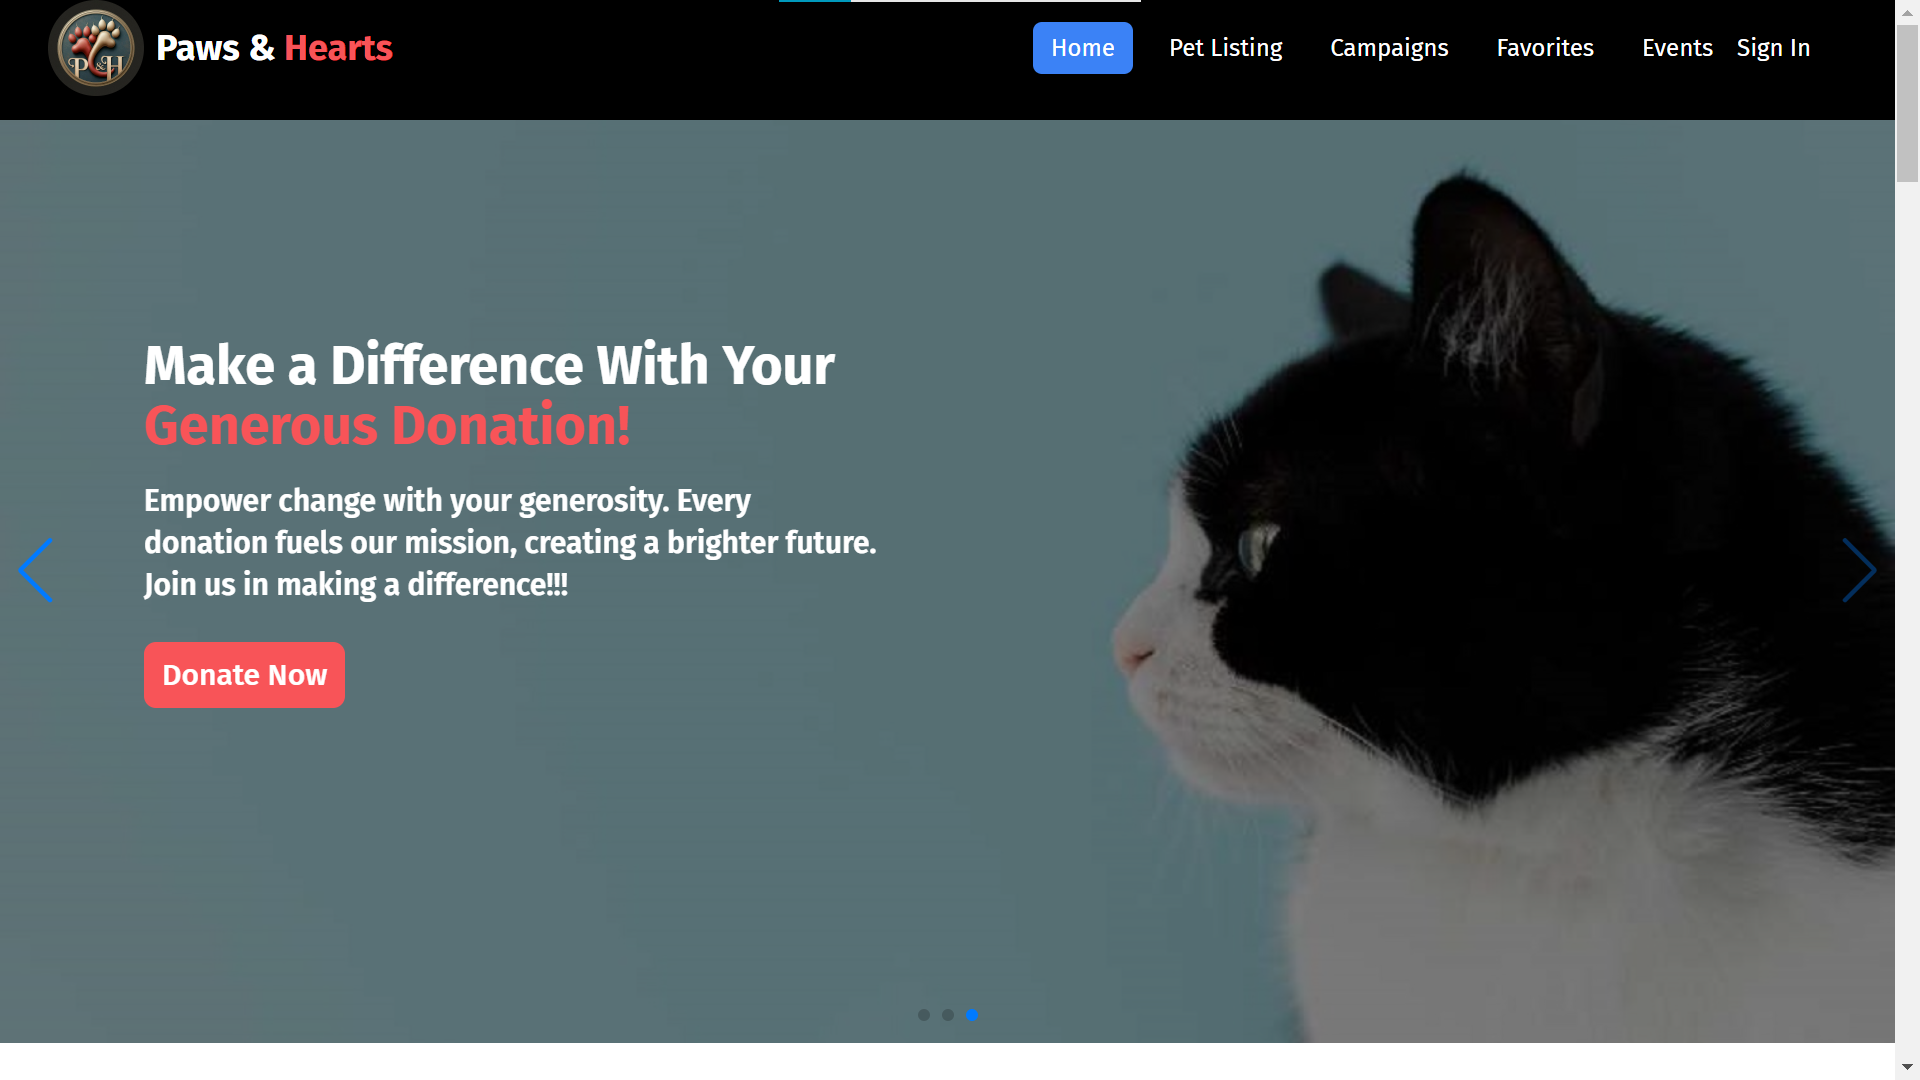 P&H
Paws & Hearts
Home Pet Listing Campaigns Favorites Events Sign In
Make a Difference With Your
Generous Donation!
Empower change with your generosity. Every
donation fuels our mission, creating a brighter future.
Join us in making a difference!!!
Donate Now